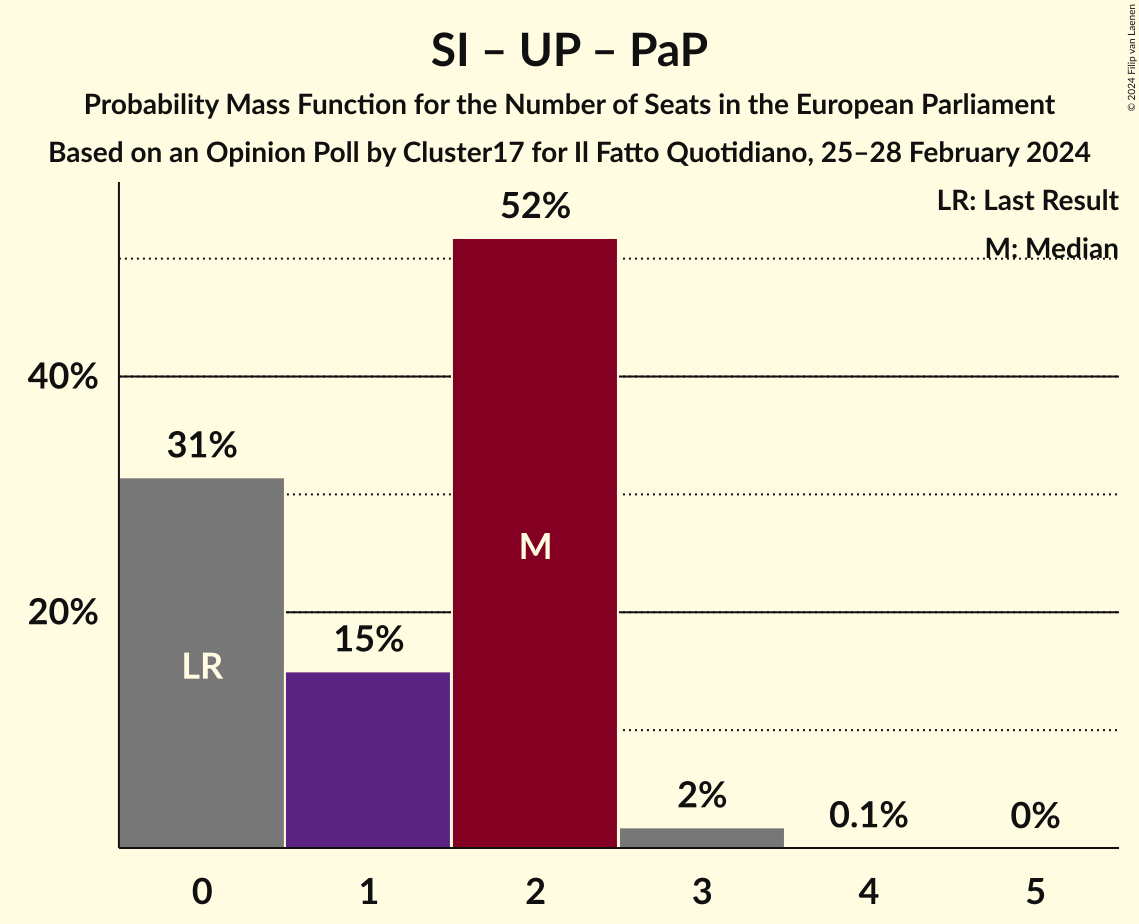 SI – UP – PaP
Probability Mass Function for the Number of Seats in the European Parliament
Based on an Opinion Poll by Cluster17 for Il Fatto Quotidiano, 25–28 February 2024
© 2024 Filip van Laenen
LR: Last Result
M: Median
52%
40%
31%
M
20%
15%
LR
2%
0.1%
0%
0 1 2 3 4 5